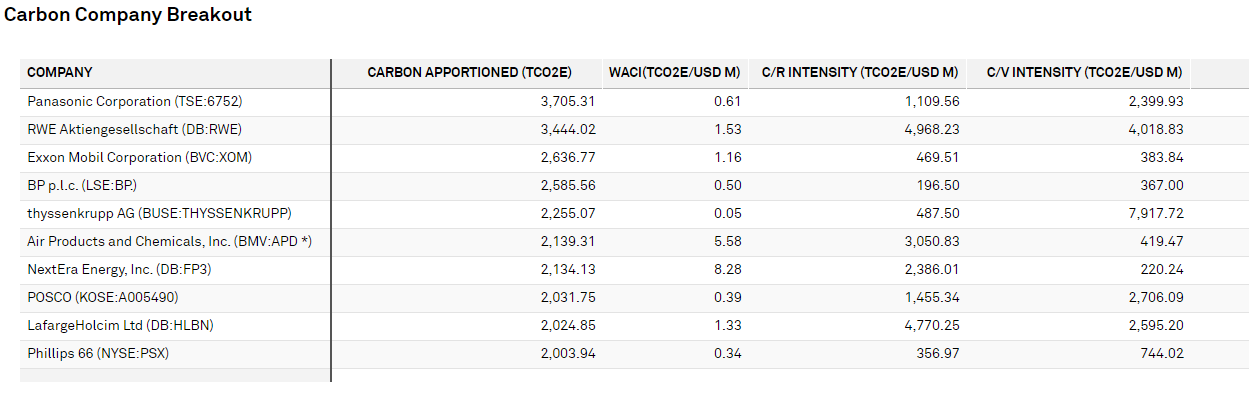 Carbon Company Breakout
COMPANY CARBON APPORTIONED (TCO2E) WACI(TCO2E/USD M) C/R INTENSITY (TCO2E/USD M) C/V INTENSITY (TCO2E/USD M)
Panasonic Corporation (TSE:6752) 3,705.31 0.61 1,109.56 2,399.93
RWE Aktiengesellschaft (DB:RWE) 3,444.02 1.53 4,968.23 4,018.83
Exxon Mobil Corporation (BVC:XOM) 2,636.77 1.16 469.51 383.84
BP p.l.c. (LSE:BP.) 2,585.56 0.50 196.50 367.00
thyssenkrupp AG (BUSE:THYSSENKRUPP) 2,255.07 0.05 487.50 7,917.72
Air Products and Chemicals, Inc. (BMV:APD *) 2,139.31 5.58 3,050.83 419.47
NextEra Energy, Inc. (DB:FP3) 2,134.13 8.28 2,386.01 220.24
POSCO (KOSE:A005490) 2,031.75 0.39 1,455.34 2,706.09
LafargeHolcim Ltd (DB:HLBN) 2,024.85 1.33 4,770.25 2,595.20
Phillips 66 (NYSE:PSX) 2,003.94 0.34 356.97 744.02